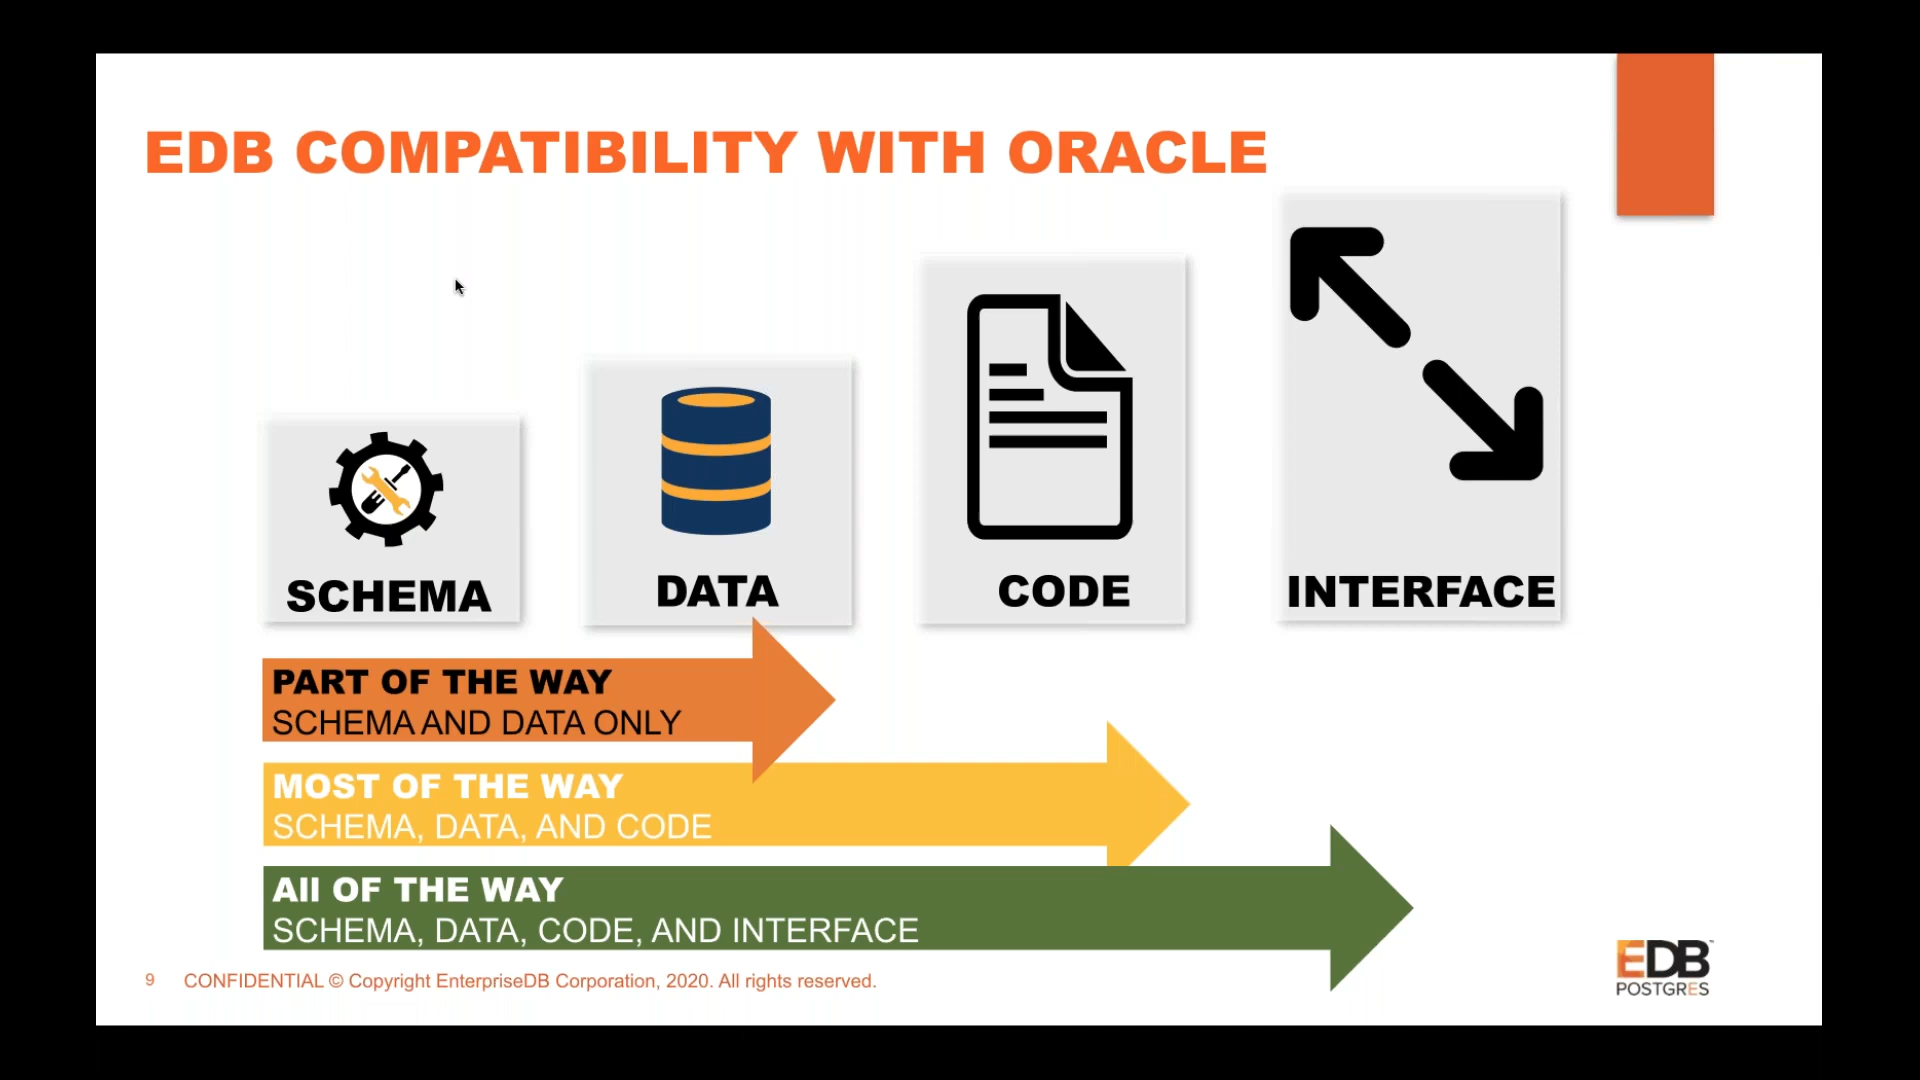 EDB COMPATIBILITY WITH ORACLE
SCHEMA
DATA
CODE
INTERFACE
PART OF THE WAY
SCHEMA AND DATA ONLY
MOST OF THE WAY
SCHEMA, DATA, AND CODE
All OF THE WAY
SCHEMA, DATA, CODE, AND INTERFACE
9 CONFIDENTIAL © Copyright EnterpriseDB Corporation, 2020. All rights reserved.
EDB™
POSTGRES